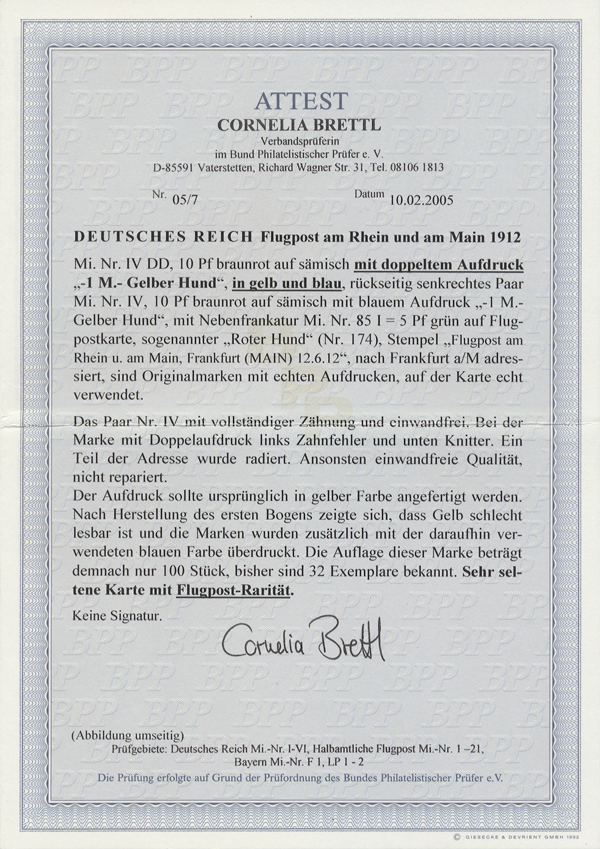 ATTEST
CORNELIA BRETTL
Verbandsprüferin
im Bund Philatelistischer Prüfer e. V.
D-85591 Vaterstetten, Richard Wagner Str. 31, Tel. 08106 1813
Nr. 05/7 Datum 10.02.2005
DEUTSCHES REICH Flugpost am Rhein und am Main 1912
Mi. Nr. IV DD, 10 Pf braunrot auf sämisch mit doppeltem Aufdruck
„-1 M.- Gelber Hund“, in gelb und blau, rückseitig senkrechtes Paar
Mi. Nr. IV, 10 Pf braunrot auf sämisch mit blauem Aufdruck „-1 M.-
Gelber Hund“, mit Nebenfrankatur Mi. Nr. 85 I = 5 Pf grün auf Flug-
postkarte, sogenannter „Roter Hund“ (Nr. 174), Stempel „Flugpost am
Rhein u. am Main, Frankfurt (MAIN) 12.6.12“, nach Frankfurt a/M adres-
siert, sind Originalmarken mit echten Aufdrucken, auf der Karte echt
verwendet.
Das Paar Nr. IV mit vollständiger Zähnung und einwandfrei. Bei der
Marke mit Doppelaufdruck links Zahnfehler und unten Knitter. Ein
Teil der Adresse wurde radiert. Ansonsten einwandfreie Qualität,
nicht repariert.
Der Aufdruck sollte ursprünglich in gelber Farbe angefertigt werden.
Nach Herstellung des ersten Bogens zeigte sich, dass Gelb schlecht
lesbar ist und die Marken wurden zusätzlich mit der daraufhin ver-
wendeten blauen Farbe überdruckt. Die Auflage dieser Marke beträgt
demnach nur 100 Stück, bisher sind 32 Exemplare bekannt. Sehr sel-
tene Karte mit Flugpost-Rarität.
Keine Signatur.
Cornelia Brettl
(Abbildung umseitig)
Prüfgebiete: Deutsches Reich Mi.-Nr. I-VI, Halbamtliche Flugpost Mi.-Nr. 1 –21,
Bayern Mi.-Nr. F 1, LP 1 - 2
Die Prüfung erfolgte auf Grund der Prüfordnung des Bundes Philatelistischer Prüfer e.V.
© GIESECKE & DEVRIENT GMBH 1993